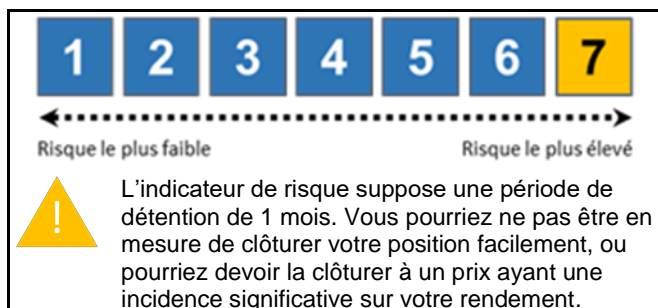 1 2 3 4 5 6 7
Risque le plus faible Risque le plus élevé
!
L'indicateur de risque suppose une période de
détention de 1 mois. Vous pourriez ne pas être en
mesure de clôturer votre position facilement, ou
pourriez devoir la clôturer à un prix ayant une
incidence significative sur votre rendement.